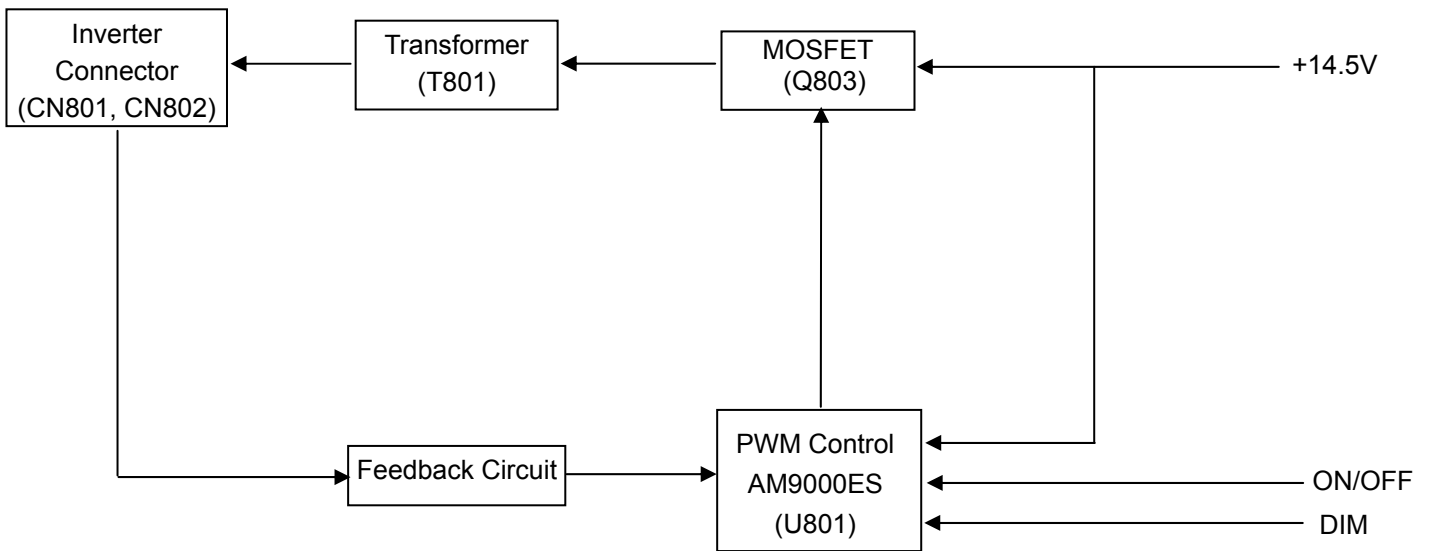 Inverter
Connector
(CN801, CN802)
Transformer
(T801)
MOSFET
(Q803)
+14.5V
Feedback Circuit
PWM Control
AM9000ES
(U801)
ON/OFF
DIM